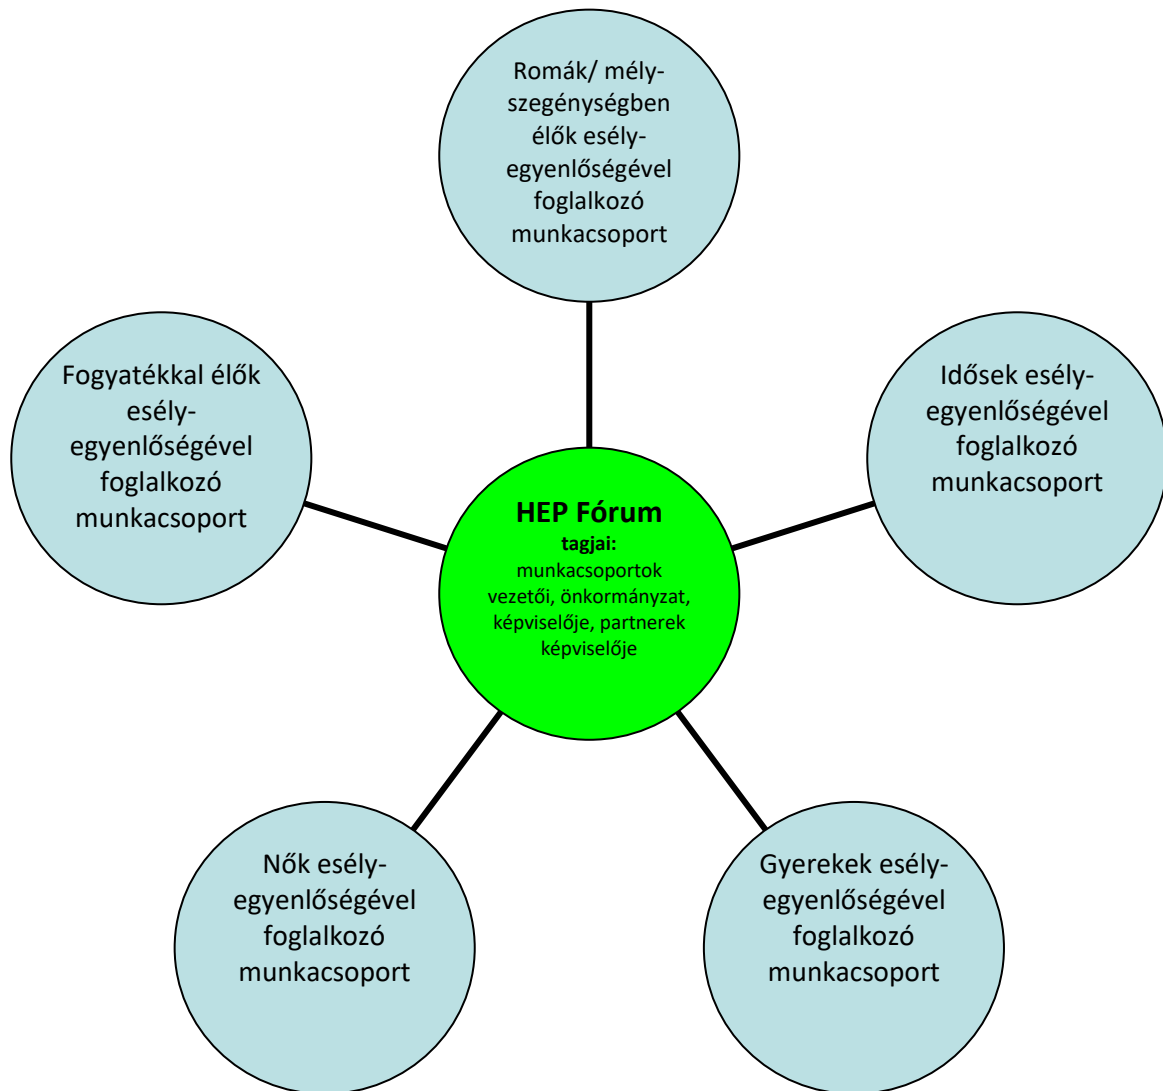 Romák/ mély-
szegénységben
élők esély-
egyenlőségével
foglalkozó
munkacsoport
Fogyatékkal élők
esély-
egyenlőségével
foglalkozó
munkacsoport
Idősek esély-
egyenlőségével
foglalkozó
munkacsoport
HEP Fórum
tagjai:
munkacsoportok
vezetői, önkormányzat,
képviselője, partnerek
képviselője
Nők esély-
egyenlőségével
foglalkozó
munkacsoport
Gyerekek esély-
egyenlőségével
foglalkozó
munkacsoport